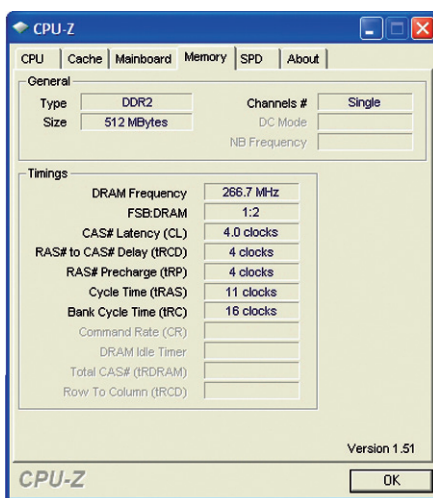 CPU-Z
CPU Cache Mainboard Memory SPD About
General
Type DDR2 Channels # Single
Size 512 MBytes DC Mode
NB Frequency
Timings
DRAM Frequency 266.7 MHz
FSB:DRAM 1:2
CAS# Latency (CL) 4.0 clocks
RAS# to CAS# Delay (tRCD) 4 clocks
RAS# Precharge (tRP) 4 clocks
Cycle Time (tRAS) 11 clocks
Bank Cycle Time (tRC) 16 clocks
Command Rate (CR)
DRAM Idle Timer
Total CAS# (tRDRAM)
Row To Column (tRCD)
Version 1.51
CPU-Z OK